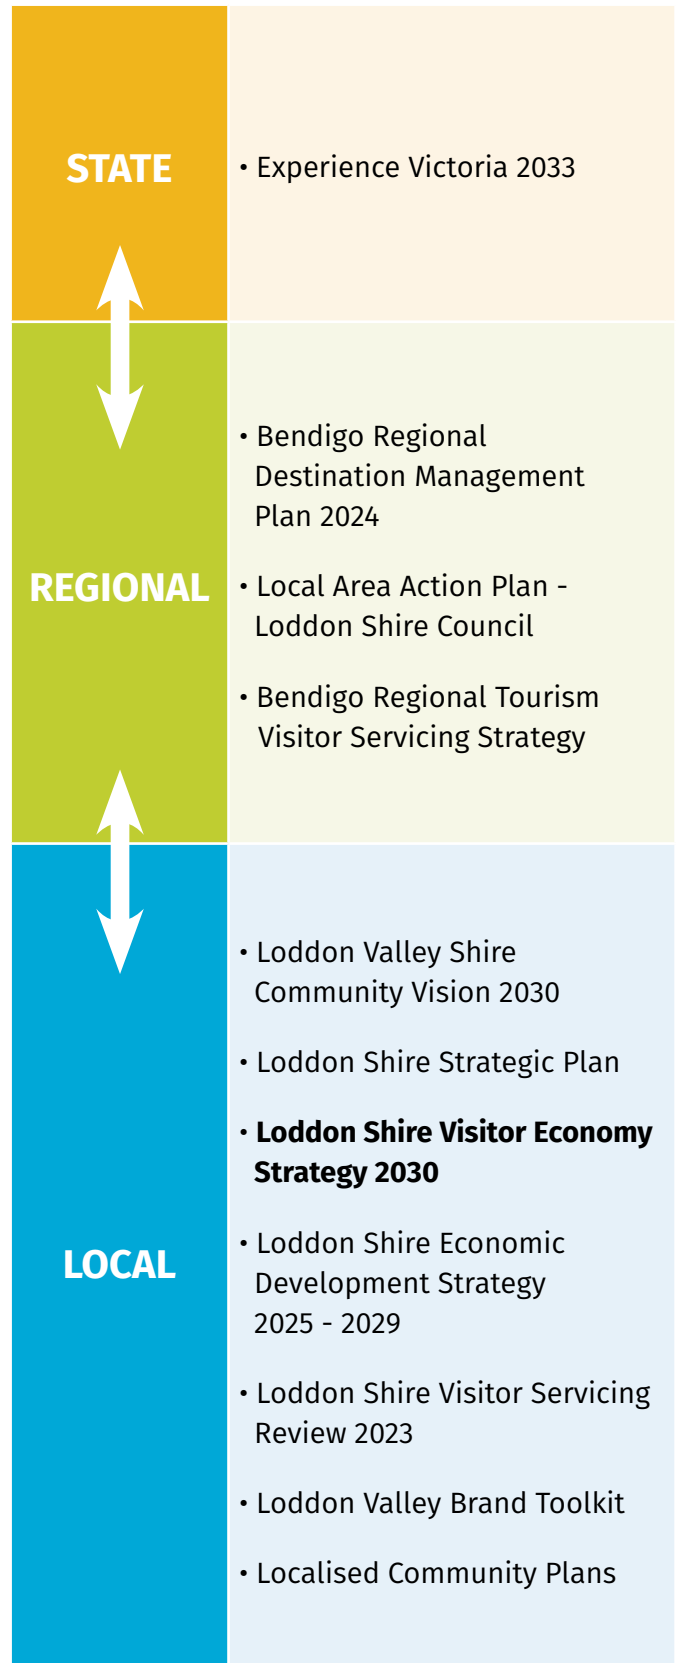 STATE
• Experience Victoria 2033
REGIONAL
• Bendigo Regional
Destination Management
Plan 2024
• Local Area Action Plan -
Loddon Shire Council
• Bendigo Regional Tourism
Visitor Servicing Strategy
LOCAL
• Loddon Valley Shire
Community Vision 2030
• Loddon Shire Strategic Plan
• Loddon Shire Visitor Economy
Strategy 2030
• Loddon Shire Economic
Development Strategy
2025 - 2029
• Loddon Shire Visitor Servicing
Review 2023
• Loddon Valley Brand Toolkit
• Localised Community Plans